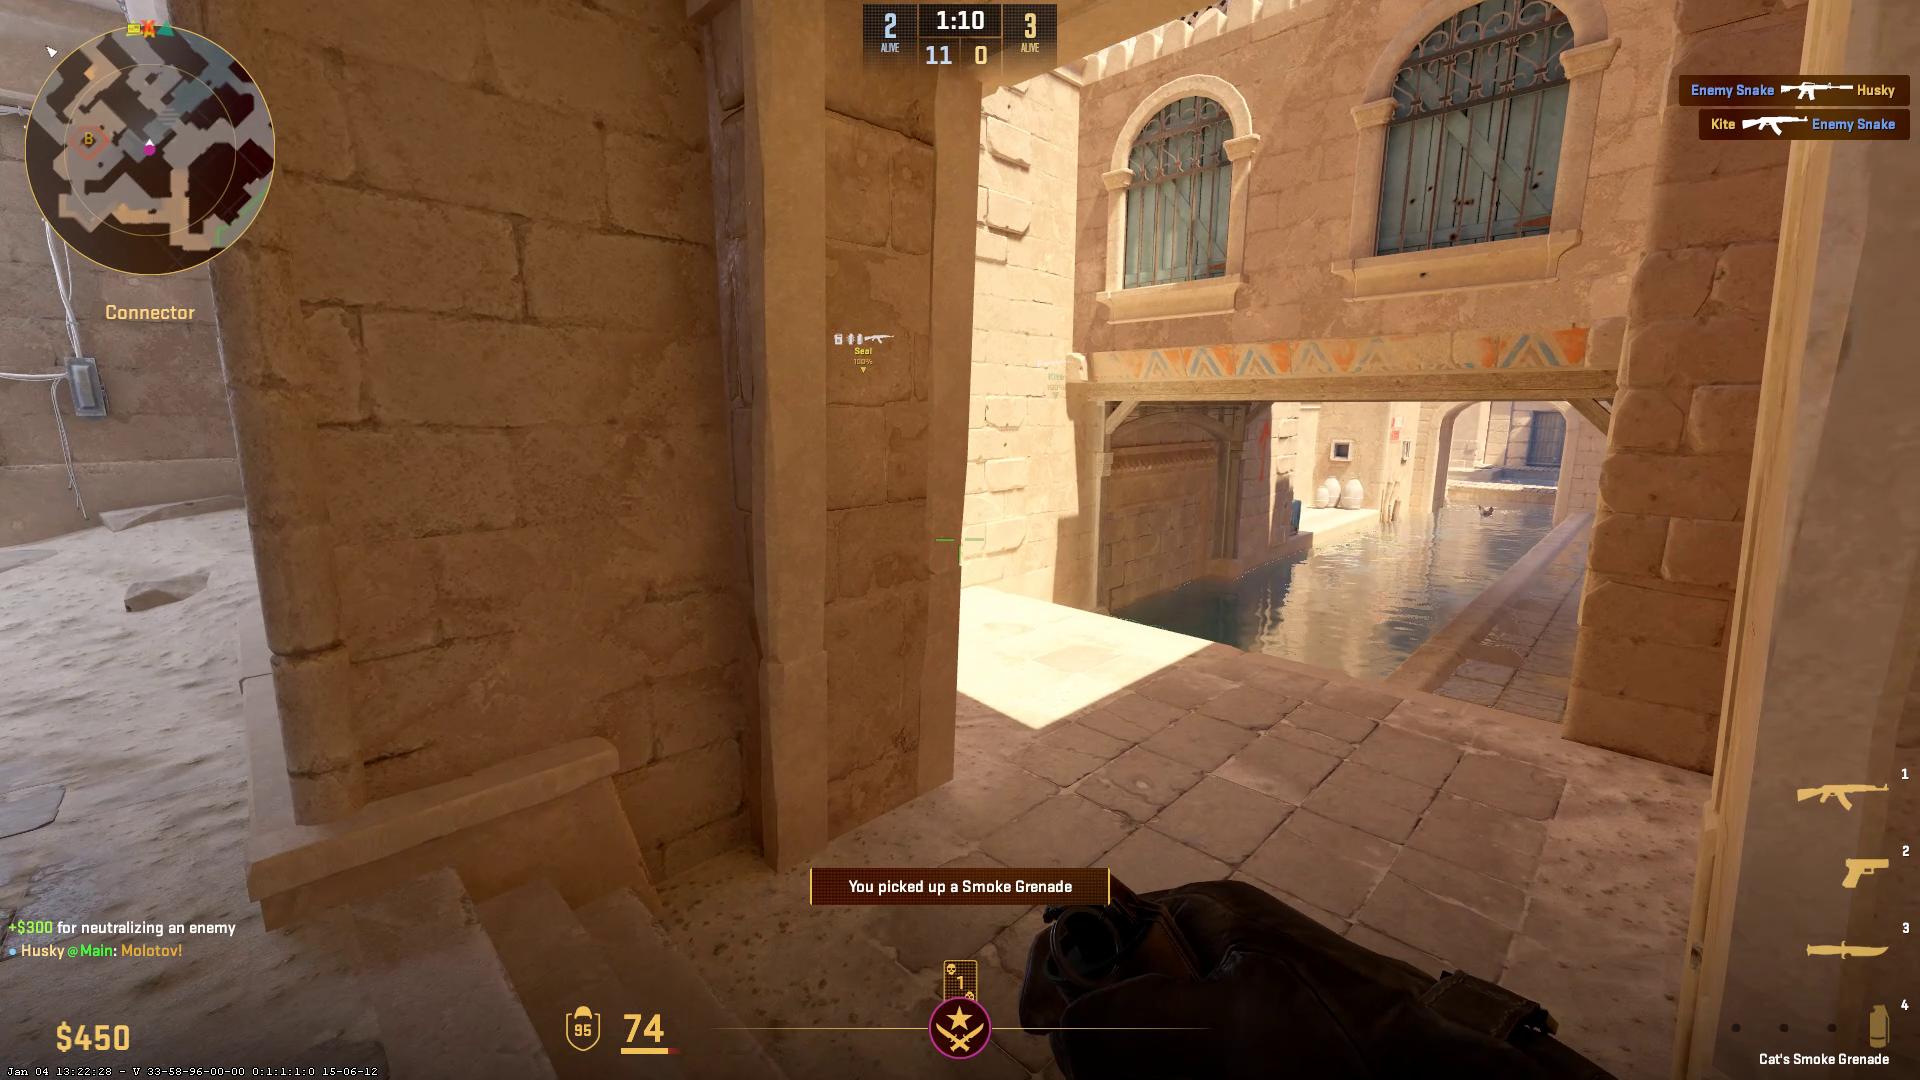 2
ALIVE
1:10
3
ALIVE
11
0
Enemy Snake
Husky
Kite
Enemy Snake
B
Connector
Seal
100%
You picked up a Smoke Grenade
+$300 for neutralizing an enemy
Husky @Main: Molotov!
$450
95
74
1
1
2
3
4
Cat's Smoke Grenade
Jan 04 13:22:28 - V 33-58-96-00-00 0:1:1:1:0 15-06-12